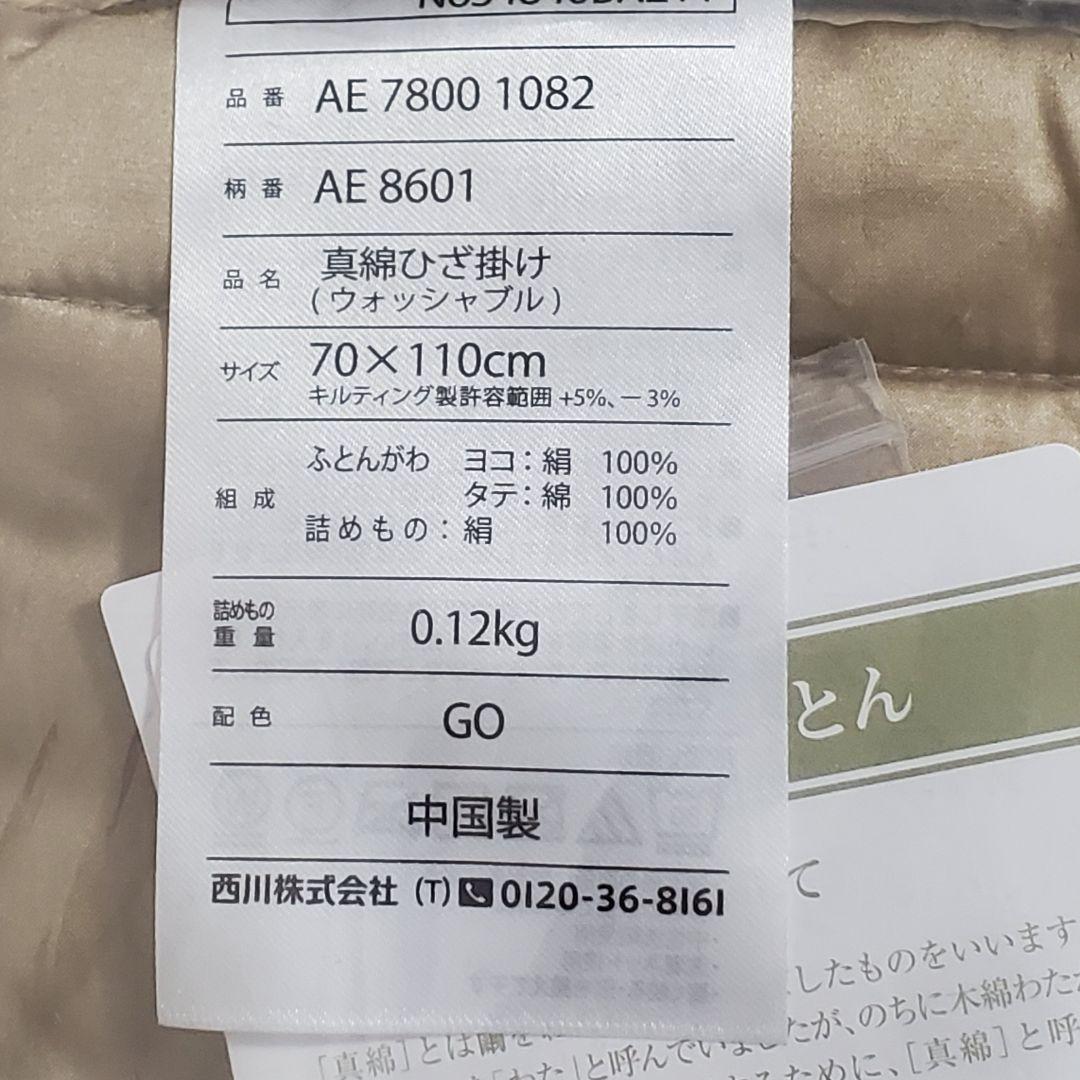 品番 AE 7800 1082
柄番 AE 8601
品名 真綿ひざ掛け
(ウォッシャブル)
サイズ 70×110cm
キルティング製許容範囲 +5%、－3%
組成 ふとんがわ ヨコ：絹 100%
タテ：綿 100%
詰めもの：絹 100%
詰めもの重量 0.12kg
配色 GO
中国製
西川株式会社 (T) 0120-36-8161
とん
て
したものをいいます
[真綿]とは繭を
たが、のちに木綿わた
「わた」と呼んでいまし
ために、[真綿]と呼